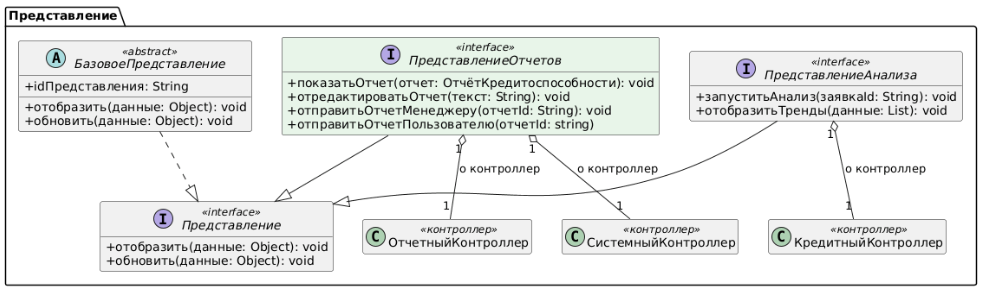 Представление
A
«abstract»
БазовоеПредставление
+idПредставления: String
+отобразить(данные: Object): void
+обновить(данные: Object): void
I
«interface»
ПредставлениеОтчетов
+показатьОтчет(отчет: ОтчётКредитоспособности): void
+отредактироватьОтчет(текст: String): void
+отправитьОтчетМенеджеру(отчетId: String): void
+отправитьОтчетПользователю(отчетId: string)
I
«interface»
ПредставлениеАнализа
+запуститьАнализ(заявкаId: String): void
+отобразитьТренды(данные: List): void
1
1
1
о контроллер
о контроллер
о контроллер
1
1
1
I
«interface»
Представление
+отобразить(данные: Object): void
+обновить(данные: Object): void
C
«контроллер»
ОтчетныйКонтроллер
C
«контроллер»
СистемныйКонтроллер
C
«контроллер»
КредитныйКонтроллер